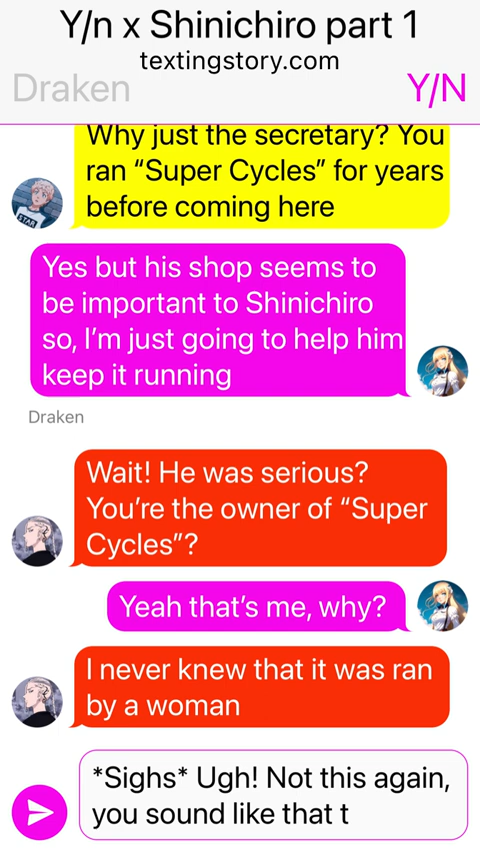 Y/n x Shinichiro part 1
textingstory.com
Draken
Y/N
Why just the secretary? You
ran “Super Cycles” for years
before coming here
STAR
Yes but his shop seems to
be important to Shinichiro
so, I’m just going to help him
keep it running
Draken
Wait! He was serious?
You’re the owner of “Super
Cycles”?
Yeah that’s me, why?
I never knew that it was ran
by a woman
*Sighs* Ugh! Not this again,
you sound like that t